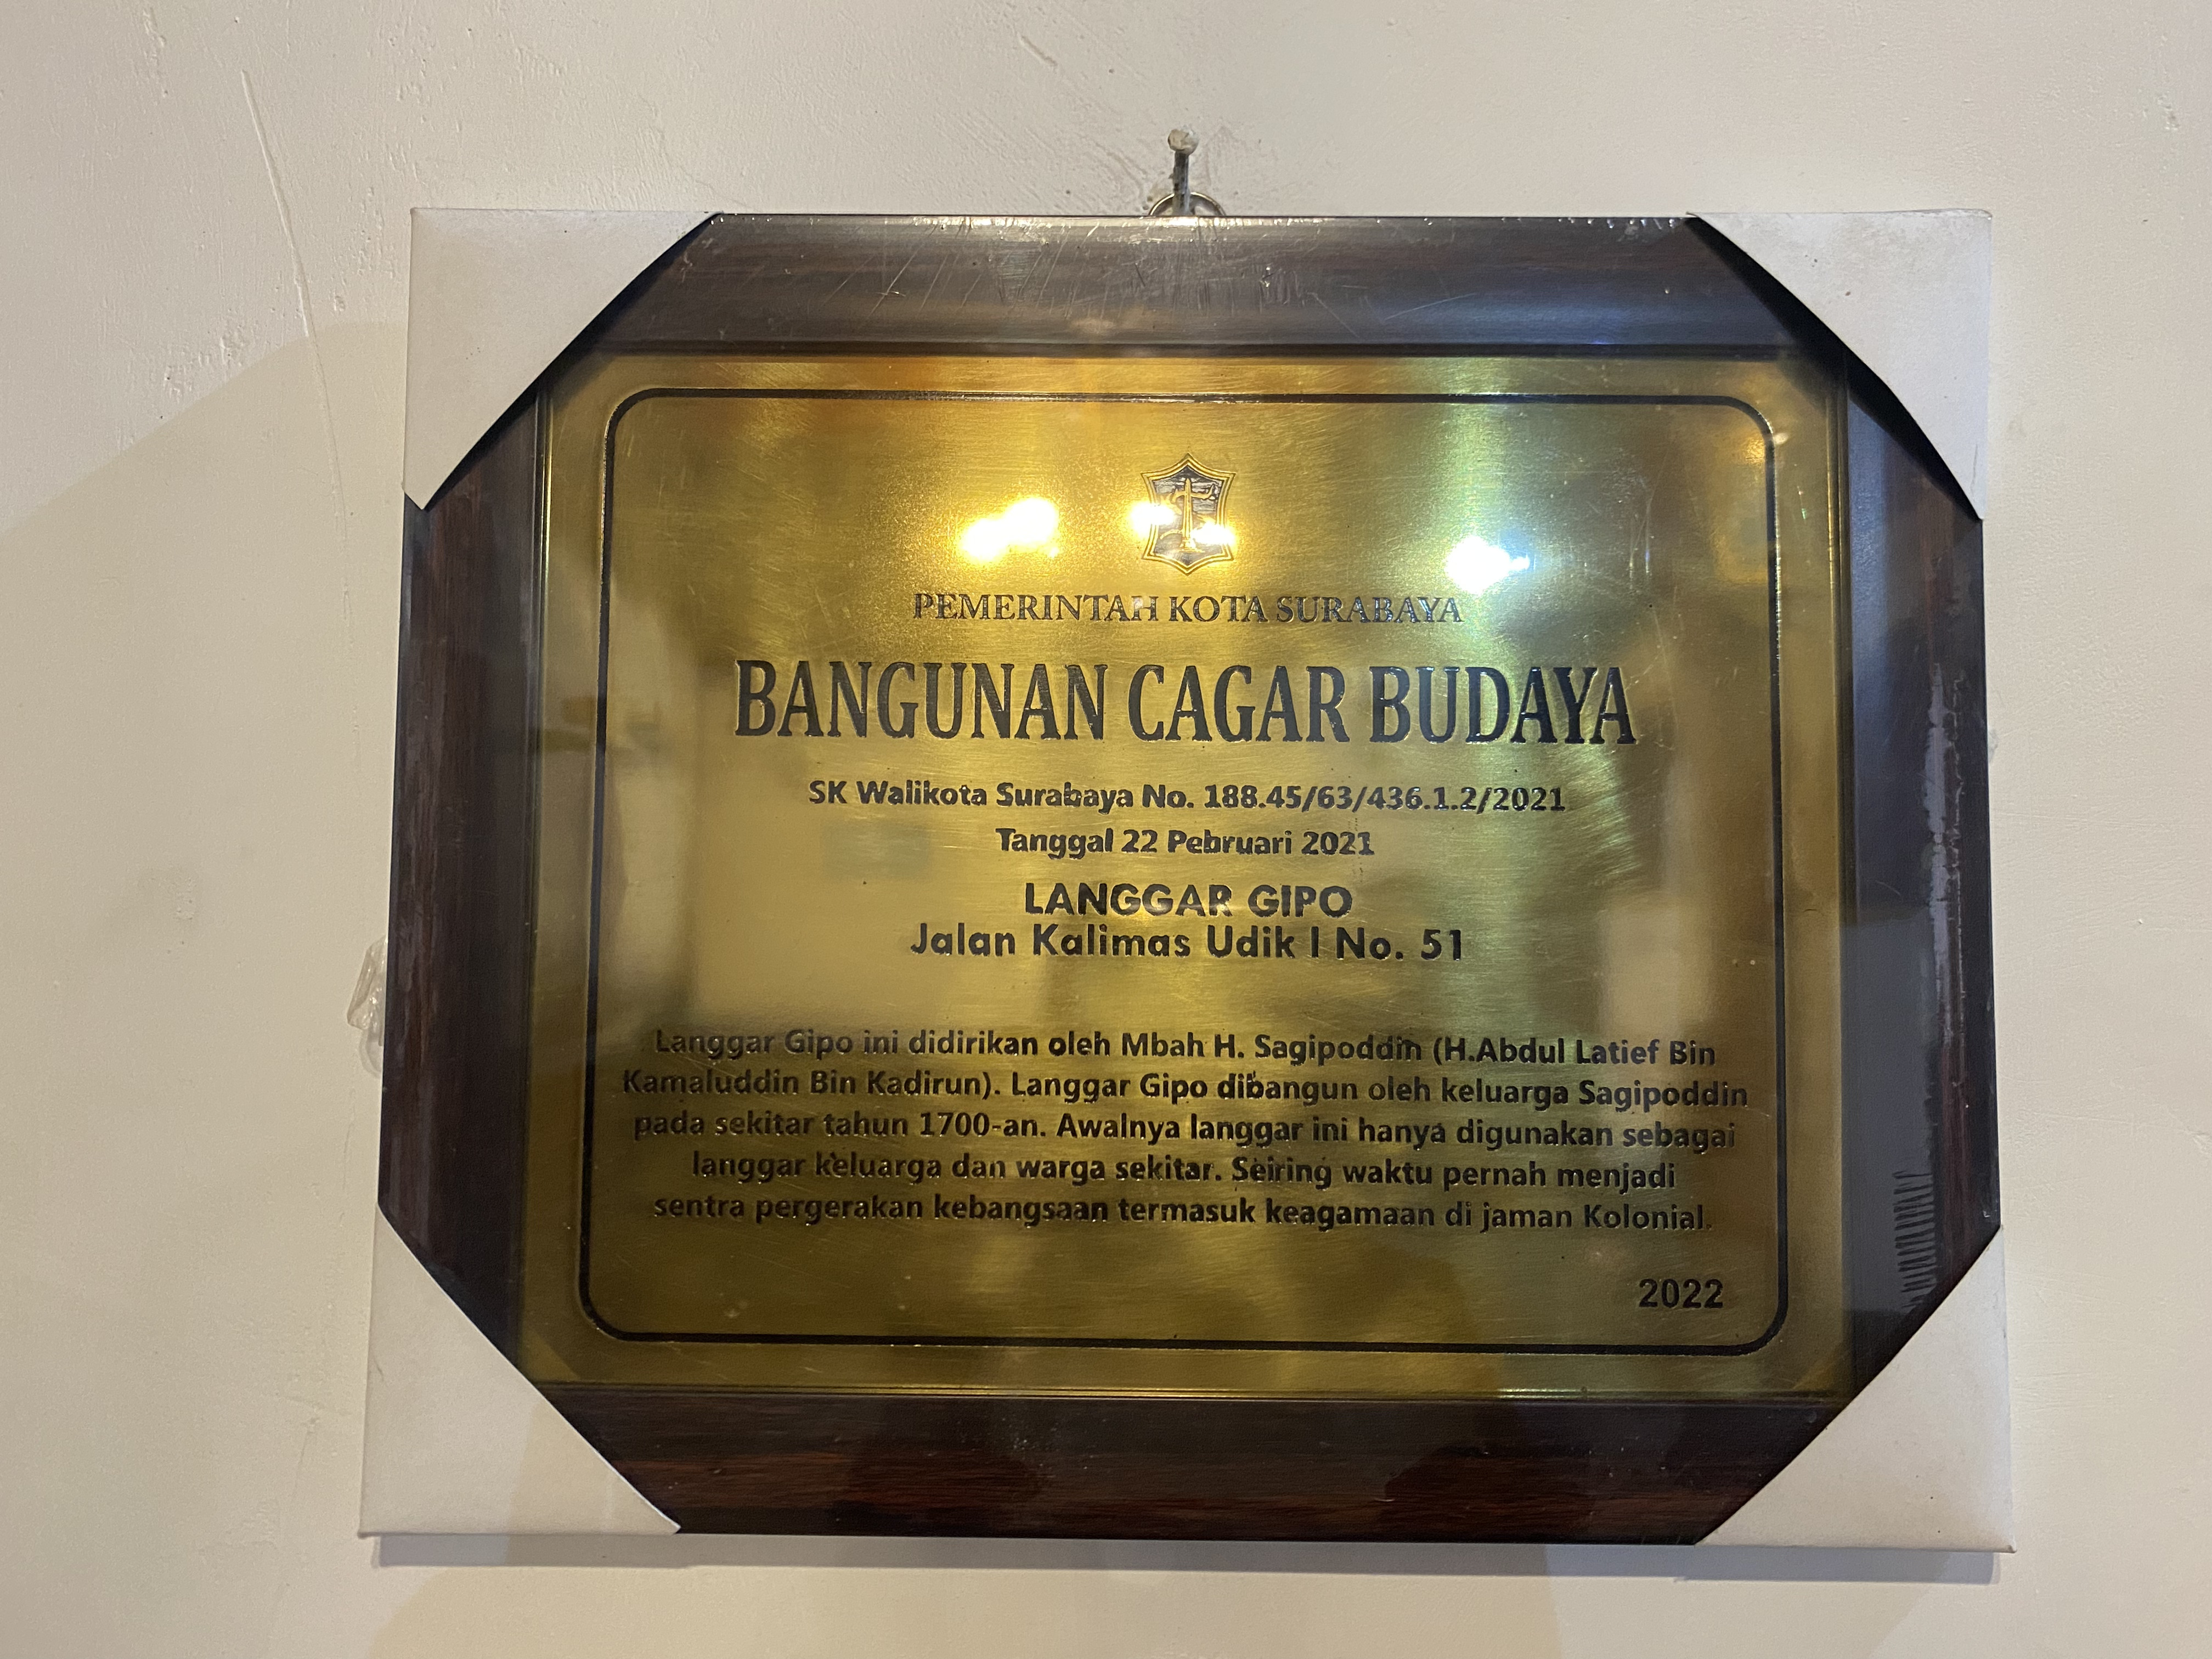 PEMERINTAH KOTA SURABAYA
BANGUNAN CAGAR BUDAYA
SK Walikota Surabaya No. 188.45/63/436.1.2/2021
Tanggal 22 Pebruari 2021
LANGGAR GIPO
Jalan Kalimas Udik I No. 51
Langgar Gipo ini didirikan oleh Mbah H. Sagipoddin (H.Abdul Latief Bin
Kamaluddin Bin Kadirun). Langgar Gipo dibangun oleh keluarga Sagipoddin
pada sekitar tahun 1700-an. Awalnya langgar ini hanya digunakan sebagai
langgar keluarga dan warga sekitar. Seiring waktu pernah menjadi
sentra pergerakan kebangsaan termasuk keagamaan di jaman Kolonial.
2022